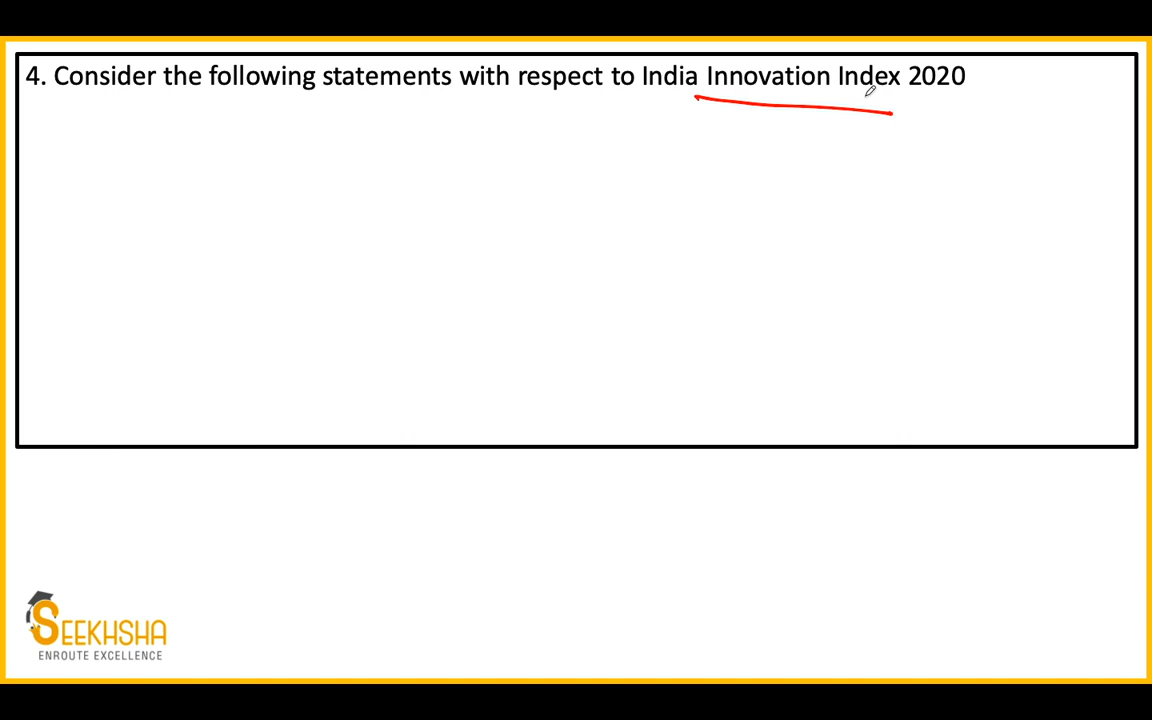 4. Consider the following statements with respect to India Innovation Index 2020
SEEKHSHA
ENROUTE EXCELLENCE